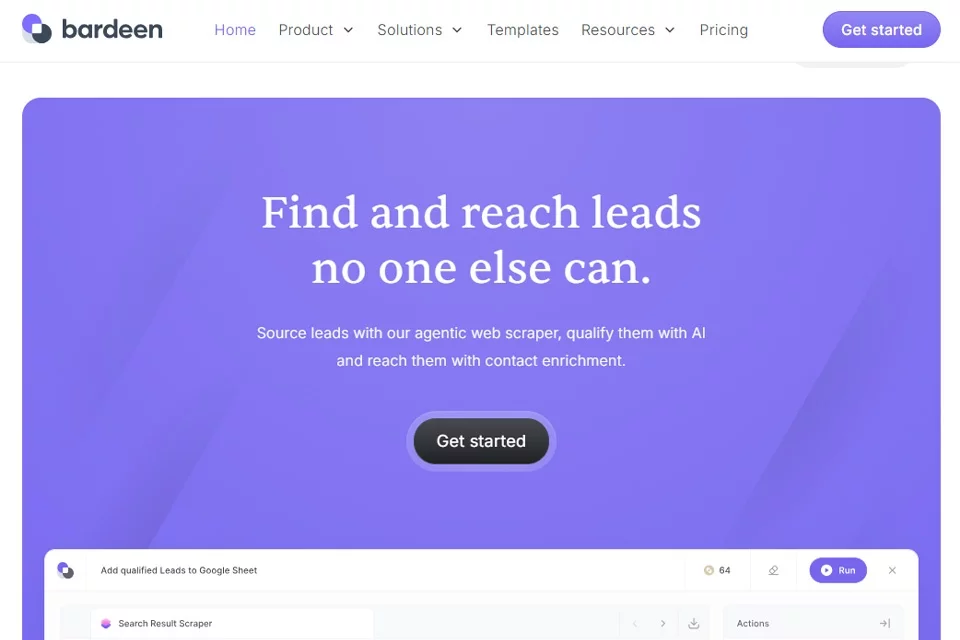 bardeen Home Product Solutions Templates Resources Pricing Get started
Find and reach leads
no one else can.
Source leads with our agentic web scraper, qualify them with AI
and reach them with contact enrichment.
Get started
Add qualified Leads to Google Sheet 64 Run
Search Result Scraper Actions